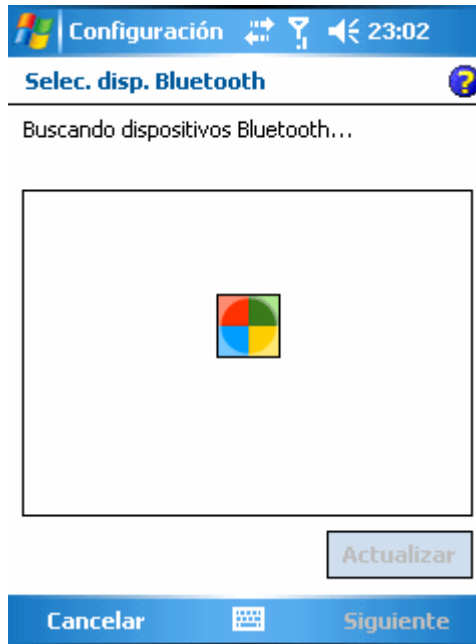 Configuración 23:02
Selec. disp. Bluetooth ?
Buscando dispositivos Bluetooth...
Actualizar
Cancelar Siguiente